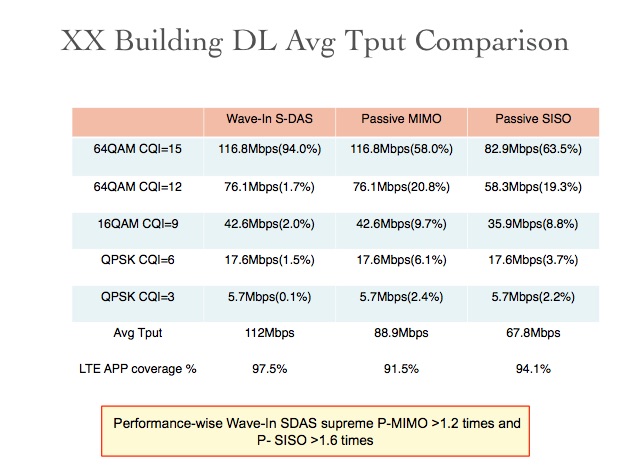 XX Building DL Avg Tput Comparison
Wave-In S-DAS Passive MIMO Passive SISO
64QAM CQI=15 116.8Mbps(94.0%) 116.8Mbps(58.0%) 82.9Mbps(63.5%)
64QAM CQI=12 76.1Mbps(1.7%) 76.1Mbps(20.8%) 58.3Mbps(19.3%)
16QAM CQI=9 42.6Mbps(2.0%) 42.6Mbps(9.7%) 35.9Mbps(8.8%)
QPSK CQI=6 17.6Mbps(1.5%) 17.6Mbps(6.1%) 17.6Mbps(3.7%)
QPSK CQI=3 5.7Mbps(0.1%) 5.7Mbps(2.4%) 5.7Mbps(2.2%)
Avg Tput 112Mbps 88.9Mbps 67.8Mbps
LTE APP coverage % 97.5% 91.5% 94.1%
Performance-wise Wave-In SDAS supreme P-MIMO >1.2 times and
P- SISO >1.6 times